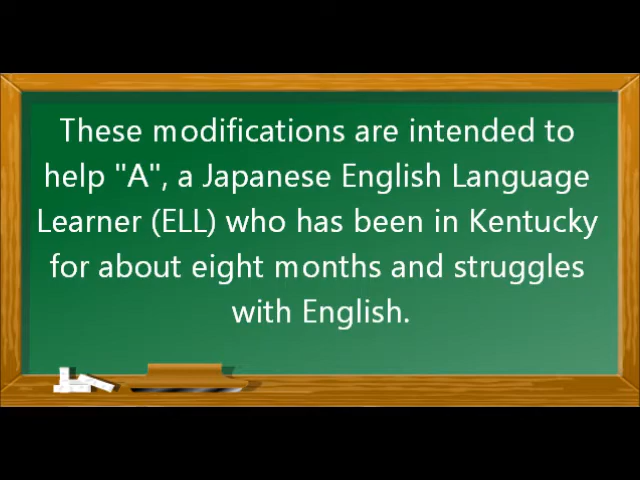 These modifications are intended to
help "A", a Japanese English Language
Learner (ELL) who has been in Kentucky
for about eight months and struggles
with English.